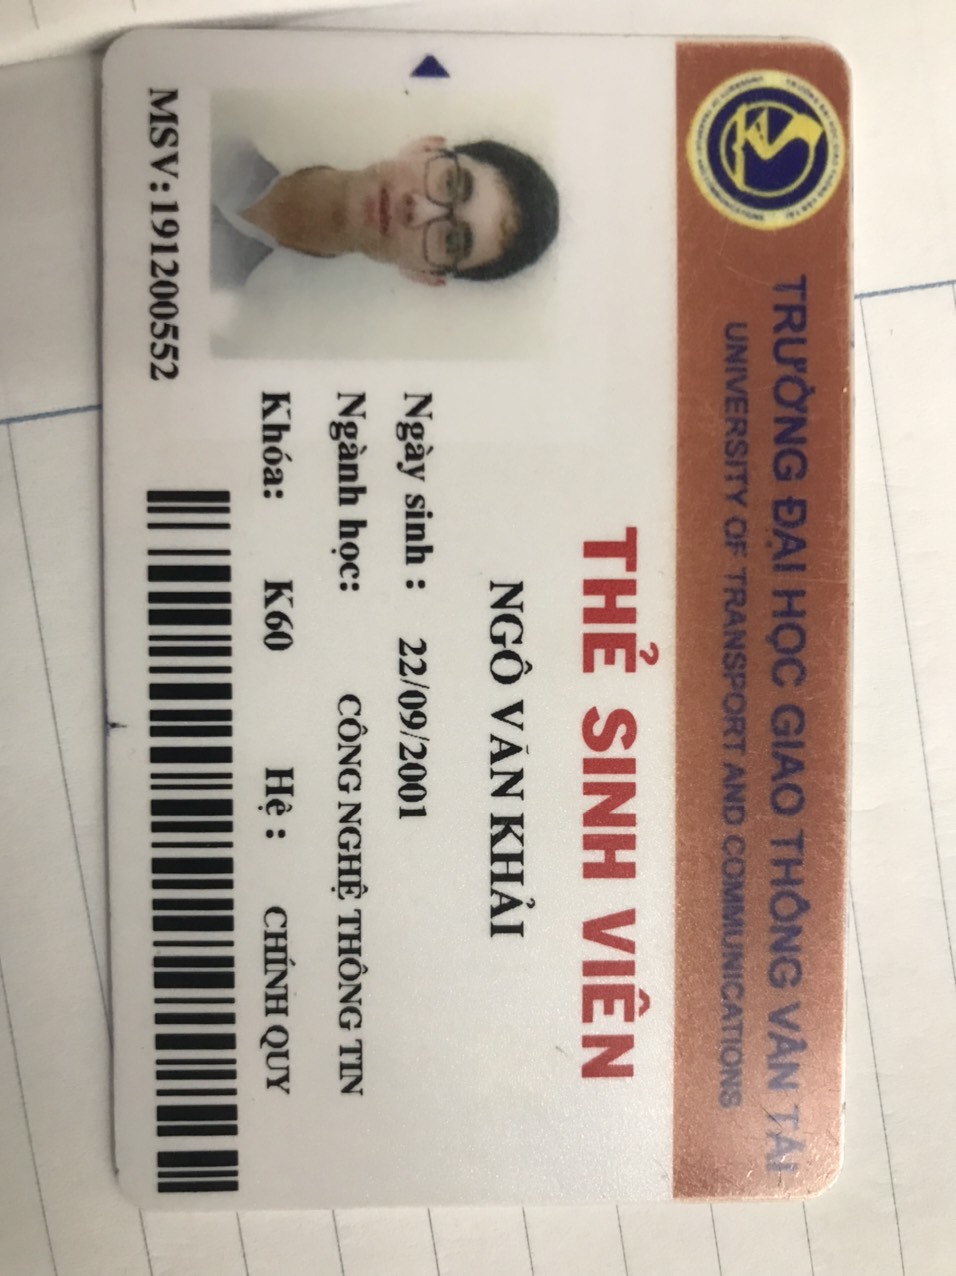 TRƯỜNG ĐẠI HỌC GIAO THÔNG VẬN TẢI
UNIVERSITY OF TRANSPORT AND COMMUNICATIONS
THẺ SINH VIÊN
NGÔ VĂN KHẢI
Ngày sinh : 22/09/2001
Ngành học: CÔNG NGHỆ THÔNG TIN
Khóa: K60 Hệ : CHÍNH QUY
MSV:191200552